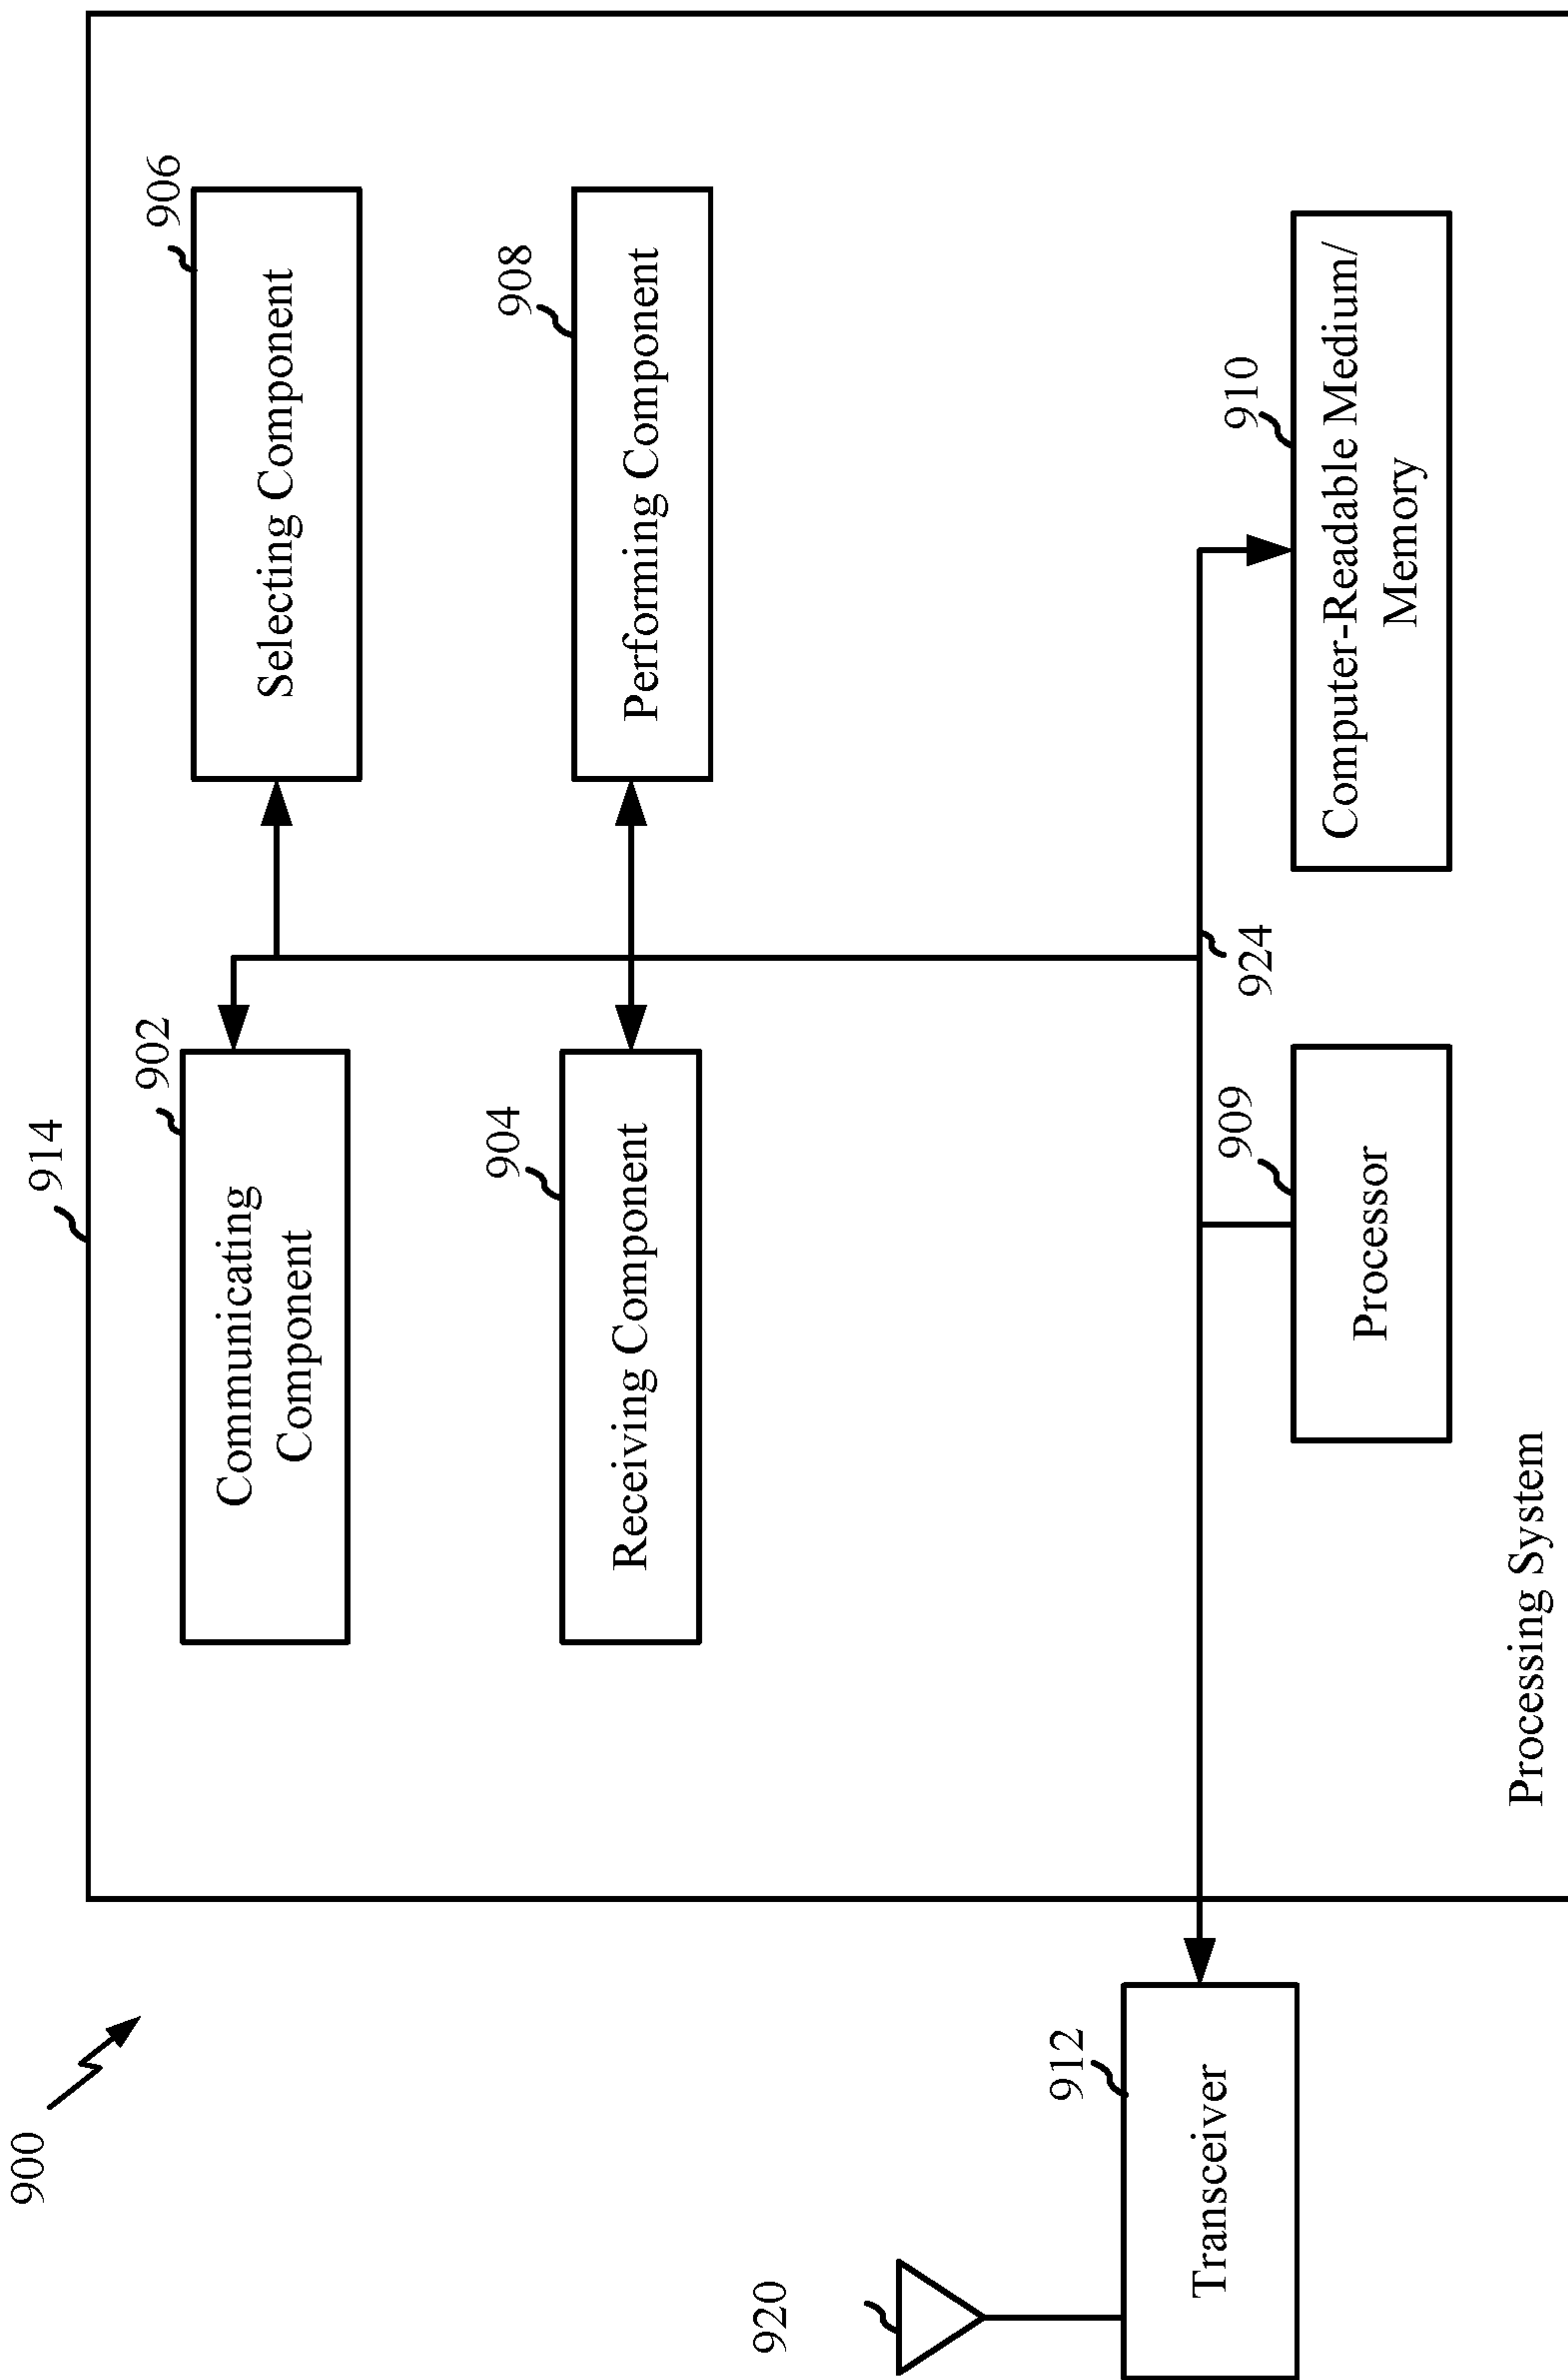 900
914
902
Communicating
Component
906
Selecting Component
904
Receiving Component
908
Performing Component
920
912
Transceiver
924
909
Processor
910
Computer-Readable Medium/
Memory
Processing System